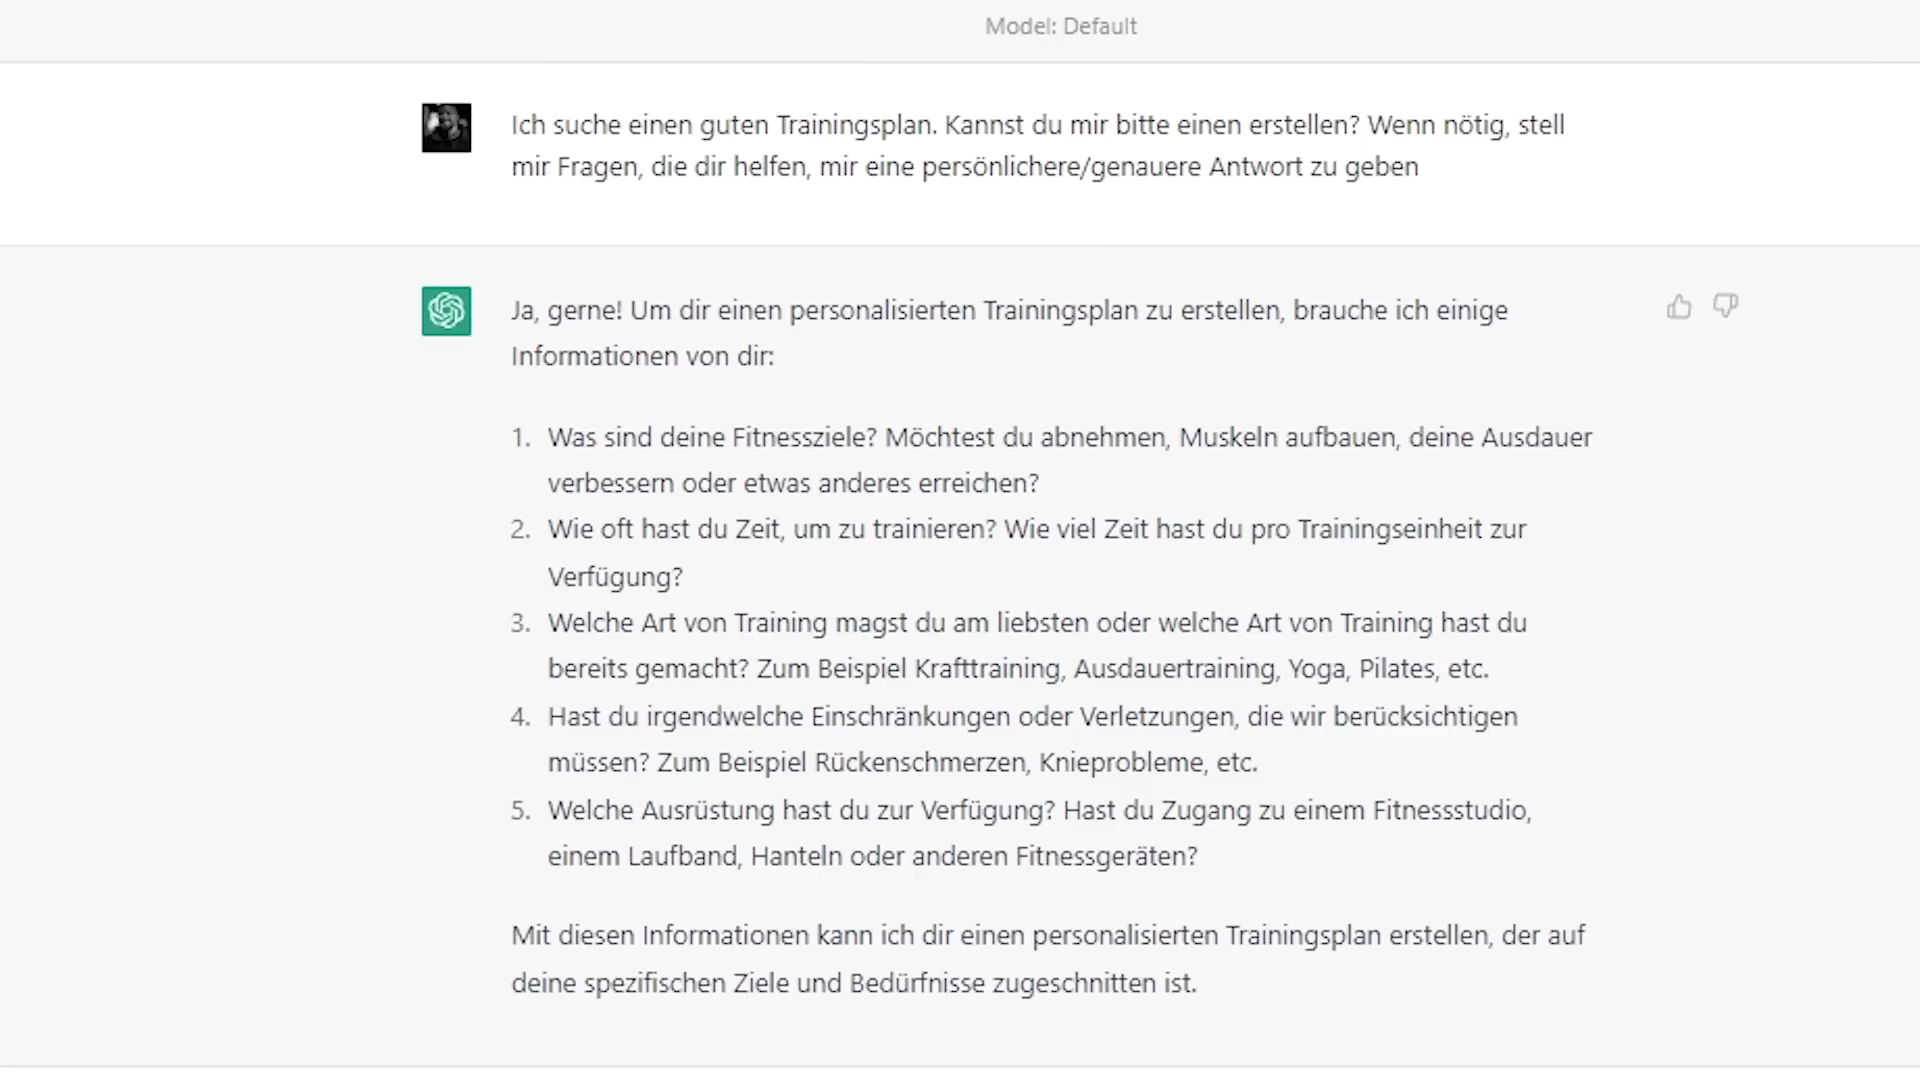 Model: Default
Ich suche einen guten Trainingsplan. Kannst du mir bitte einen erstellen? Wenn nötig, stell
mir Fragen, die dir helfen, mir eine persönlichere/genauere Antwort zu geben
Ja, gerne! Um dir einen personalisierten Trainingsplan zu erstellen, brauche ich einige
Informationen von dir:
1. Was sind deine Fitnessziele? Möchtest du abnehmen, Muskeln aufbauen, deine Ausdauer
verbessern oder etwas anderes erreichen?
2. Wie oft hast du Zeit, um zu trainieren? Wie viel Zeit hast du pro Trainingseinheit zur
Verfügung?
3. Welche Art von Training magst du am liebsten oder welche Art von Training hast du
bereits gemacht? Zum Beispiel Krafttraining, Ausdauertraining, Yoga, Pilates, etc.
4. Hast du irgendwelche Einschränkungen oder Verletzungen, die wir berücksichtigen
müssen? Zum Beispiel Rückenschmerzen, Knieprobleme, etc.
5. Welche Ausrüstung hast du zur Verfügung? Hast du Zugang zu einem Fitnessstudio,
einem Laufband, Hanteln oder anderen Fitnessgeräten?
Mit diesen Informationen kann ich dir einen personalisierten Trainingsplan erstellen, der auf
deine spezifischen Ziele und Bedürfnisse zugeschnitten ist.